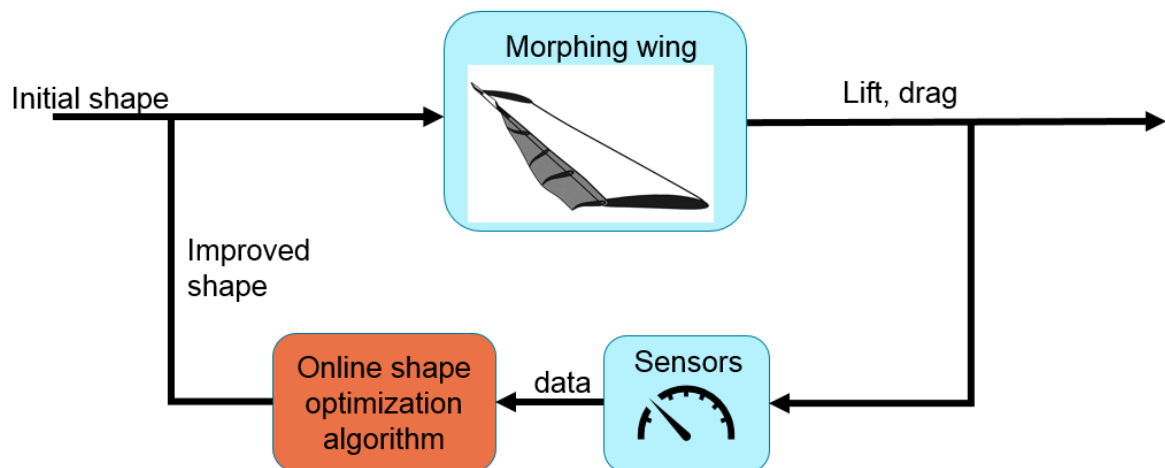 Morphing wing
Initial shape
Lift, drag
Improved
shape
Online shape
optimization
algorithm
data
Sensors